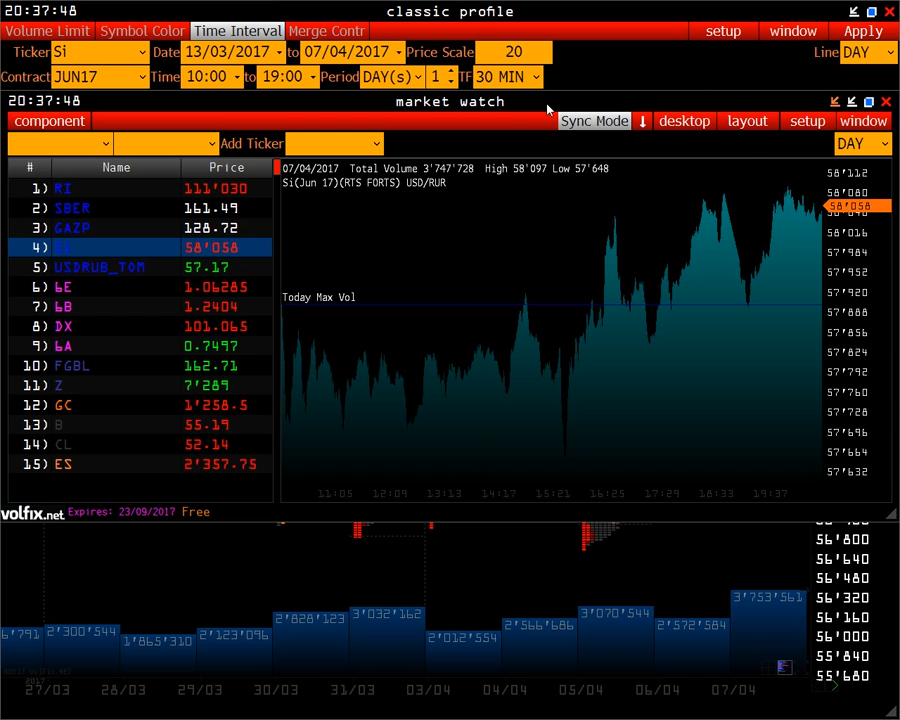 20:37:48 classic profile
Volume Limit Symbol Color Time Interval Merge Contr setup window Apply
Ticker Si Date 13/03/2017 to 07/04/2017 Price Scale 20 Line DAY
Contract JUN17 Time 10:00 to 19:00 Period DAY(s) 1 TF 30 MIN
20:37:48 market watch
component Sync Mode desktop layout setup window
Add Ticker DAY
# Name Price
07/04/2017 Total Volume 3'747'728 High 58'097 Low 57'648
Si(Jun 17)(RTS FORTS) USD/RUR
1) RI 111'030
2) SBER 161.49
3) GAZP 128.72
4) 58'058
5) USDRUB_TOM 57.17
6) 6E 1.06285
7) 6B 1.2404
8) DX 101.065
9) 6A 0.7497
10) FGBL 162.71
11) Z 7'289
12) GC 1'258.5
13) B 55.19
14) CL 52.14
15) ES 2'357.75
Today Max Vol
58'112
58'080
58'058
58'016
57'984
57'952
57'920
57'888
57'856
57'824
57'792
57'760
57'728
57'696
57'664
57'632
11:05 12:09 13:13 14:17 15:21 16:25 17:29 18:33 19:37
volfix.net Expires: 23/09/2017 Free
56'800
56'640
56'480
56'320
56'160
56'000
55'840
55'680
6'791 2'300'544 1'865'310 2'123'096 2'828'123 3'032'162 2'012'554 2'566'686 3'070'544 2'572'584 3'753'561
2017
27/03 28/03 29/03 30/03 31/03 03/04 04/04 05/04 06/04 07/04